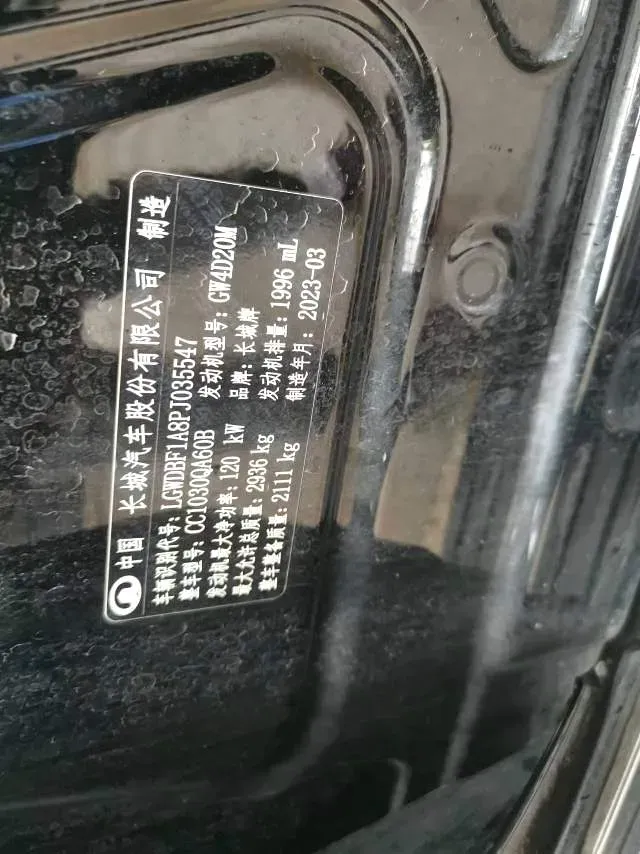 中国 长城汽车股份有限公司 制造
车辆识别代号:LGWDBF1A8PJ035547
整车型号:CC1030QA60B 发动机型号:GW4D20M
发动机最大净功率:120 kW 品牌:长城牌
最大允许总质量:2936 kg 发动机排量:1996 mL
整车整备质量:2111 kg 制造年月:2023-03